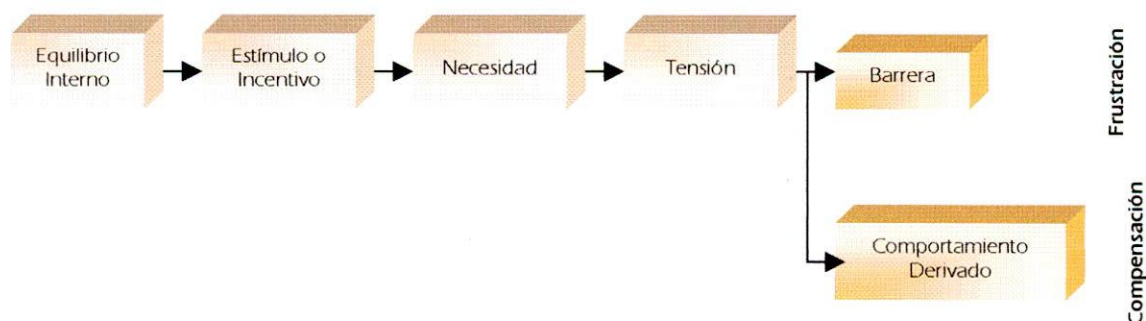 Equilibrio
Interno
Estímulo o
Incentivo
Necesidad
Tensión
Barrera
Frustración
Comportamiento
Derivado
Compensación